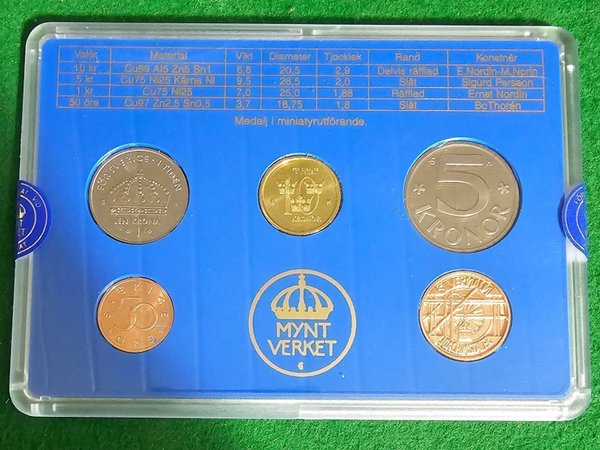 Valör Material Vikt Diameter Tjocklek Rand Konstnär
10 kr Cu89 Al5 Zn5 Sn1 6,6 20,5 2,9 Delvis räfflad E.Nordin-M.Norin
5 kr Cu75 Ni25 Kärna Ni 9,5 28,5 2,0 Slät Sigurd Persson
1 kr Cu75 Ni25 7,0 25,0 1,88 Räfflad Ernst Nordin
50 öre Cu97 Zn2,5 Sn0,5 3,7 18,75 1,8 Slät Bo Thorén
Medalj i miniatyrutförande.
FÖR SVERIGE - I TIDEN
EN KRONA
10
KRONOR
5
KRONOR
SVERIGE
50
ÖRE
MYNT
VERKET